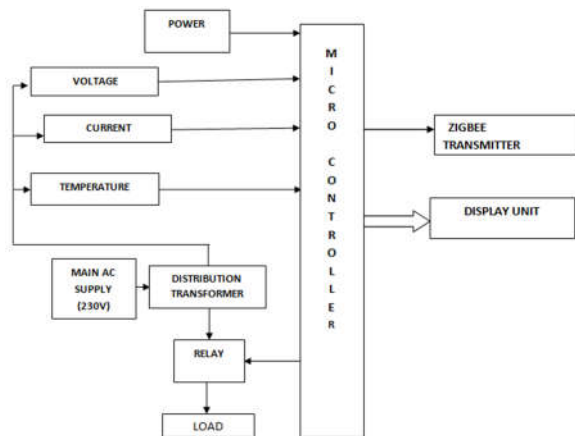 POWER
VOLTAGE
CURRENT
TEMPERATURE
MAIN AC
SUPPLY
(230V)
DISTRIBUTION
TRANSFORMER
RELAY
LOAD
M
I
C
R
O
C
O
N
T
R
O
L
L
E
R
ZIGBEE
TRANSMITTER
DISPLAY UNIT